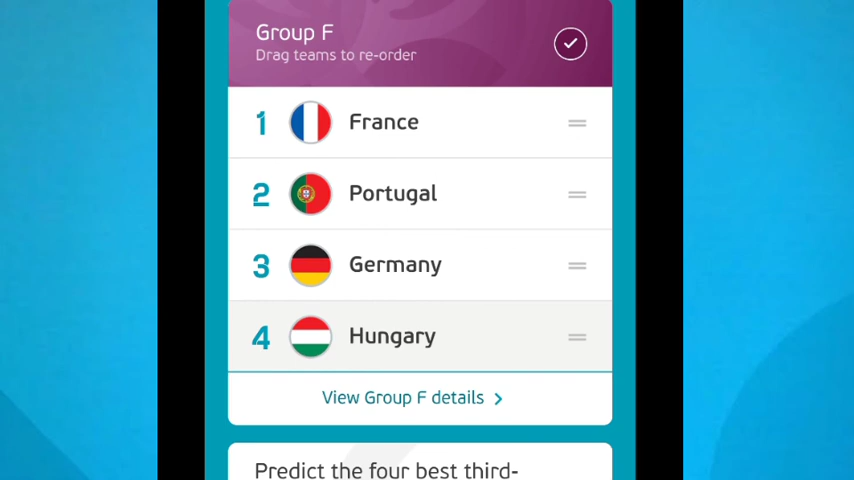 Group F
Drag teams to re-order
1 France
2 Portugal
3 Germany
4 Hungary
View Group F details >
Predict the four best third-